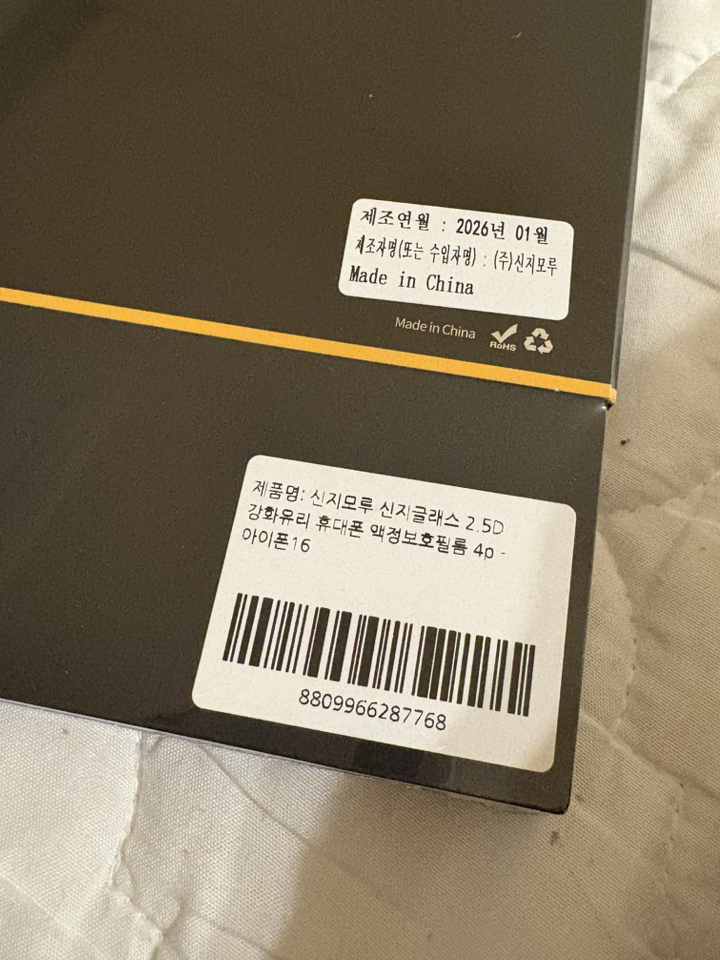 제조연월 : 2026년 01월
제조자명(또는 수입자명) : (주)신지모루
Made in China
Made in China
RoHS
제품명: 신지모루 신지글래스 2.5D
강화유리 휴대폰 액정보호필름 4p -
아이폰16
8809966287768